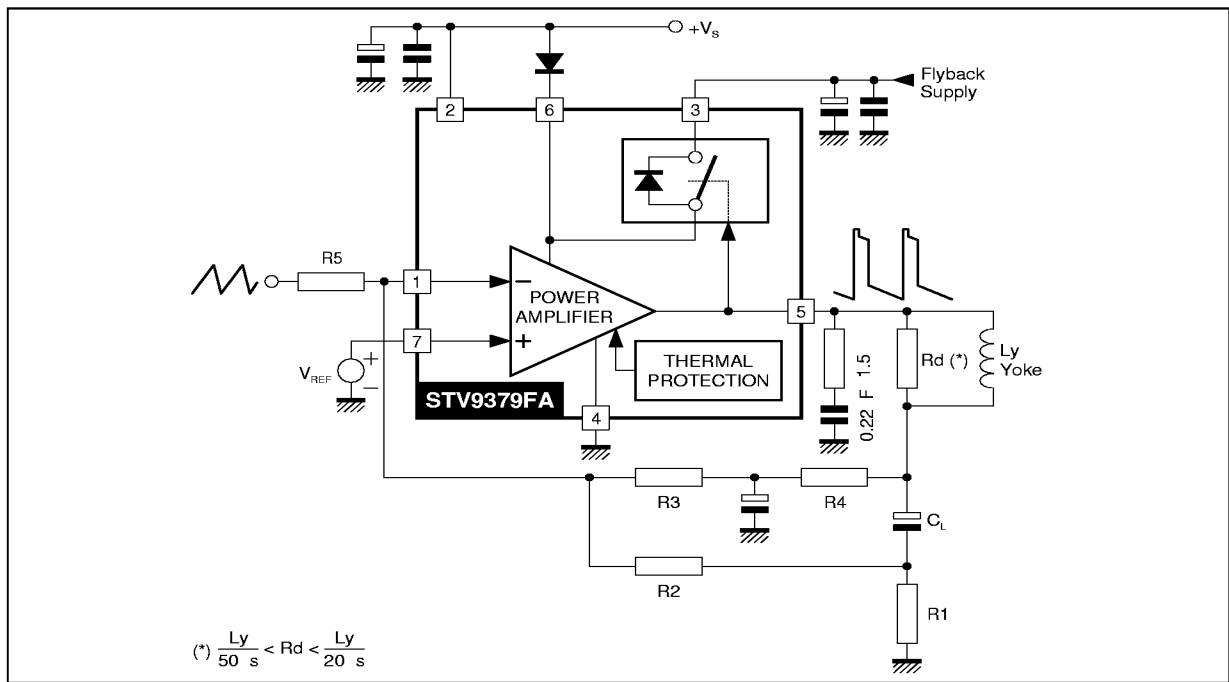 +Vs
Flyback
Supply
2
6
3
R5
1
−
POWER
AMPLIFIER
5
7
+
VREF
+
−
THERMAL
PROTECTION
STV9379FA
4
0.22 F 1.5
Rd (*)
Ly
Yoke
R3
R4
CL
R2
R1
(*) Ly/50 s < Rd < Ly/20 s